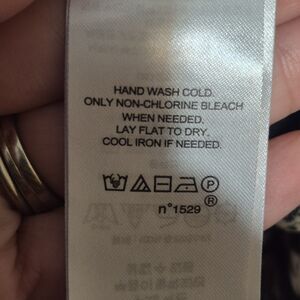 HAND WASH COLD.
ONLY NON-CHLORINE BLEACH
WHEN NEEDED.
LAY FLAT TO DRY.
COOL IRON IF NEEDED
P
®
n°1529